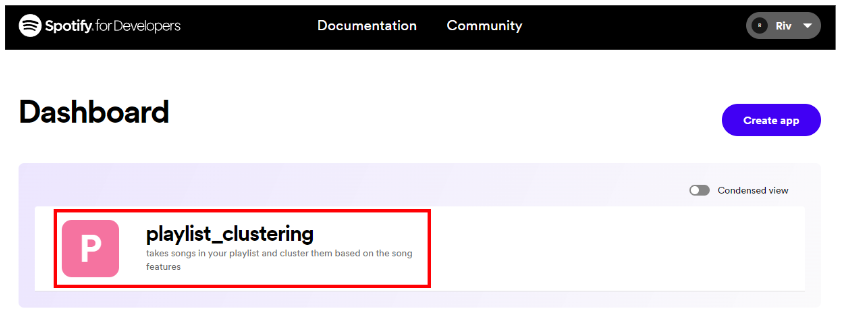 Spotify for Developers
Documentation
Community
Riv
Dashboard
Create app
Condensed view
P
playlist_clustering
takes songs in your playlist and cluster them based on the song
features